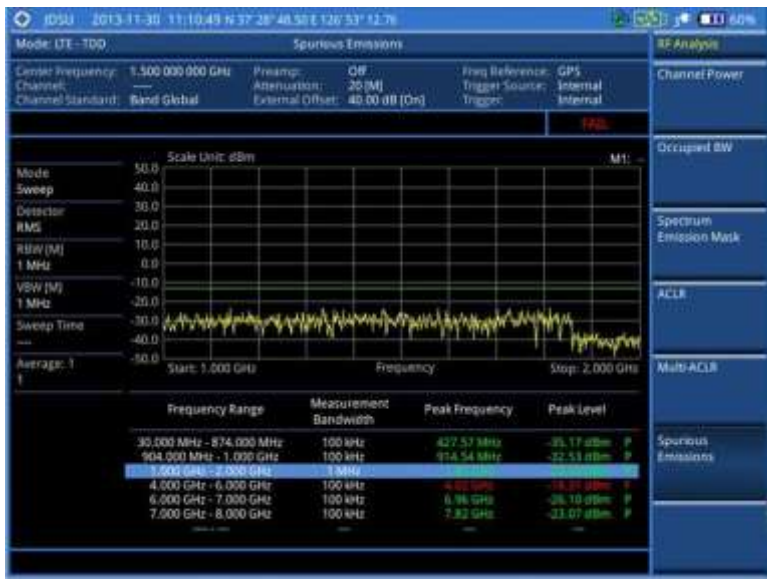 JDSU 2013-11-30 11:10:49 N 37° 28' 48.50 E 126° 53' 12.76 60%
Mode: LTE - TDD Spurious Emissions RF Analysis
Center Frequency: 1.500 000 000 GHz Preamp: Off Freq Reference: GPS
Channel: ---- Attenuation: 20 [M] Trigger Source: Internal
Channel Standard: Band Global External Offset: 40.00 dB [On] Trigger: Internal
Channel Power
FAIL
Occupied BW
Scale Unit: dBm M1: --
Mode
Sweep
Detector
RMS
RBW [M]
1 MHz
VBW [M]
1 MHz
Sweep Time
---
Average: 1
1
50.0
40.0
30.0
20.0
10.0
0.0
-10.0
-20.0
-30.0
-40.0
-50.0
Start: 1.000 GHz Frequency Stop: 2.000 GHz
Spectrum
Emission Mask
ACLR
Multi-ACLR
Spurious
Emissions
Frequency Range Measurement Bandwidth Peak Frequency Peak Level
30.000 MHz - 874.000 MHz 100 kHz 427.57 MHz -35.17 dBm P
904.000 MHz - 1.000 GHz 100 kHz 914.54 MHz -32.53 dBm P
1.000 GHz - 2.000 GHz 1 MHz
4.000 GHz - 6.000 GHz 100 kHz 4.02 GHz
6.000 GHz - 7.000 GHz 100 kHz 6.96 GHz -26.10 dBm P
7.000 GHz - 8.000 GHz 100 kHz 7.82 GHz -23.07 dBm P